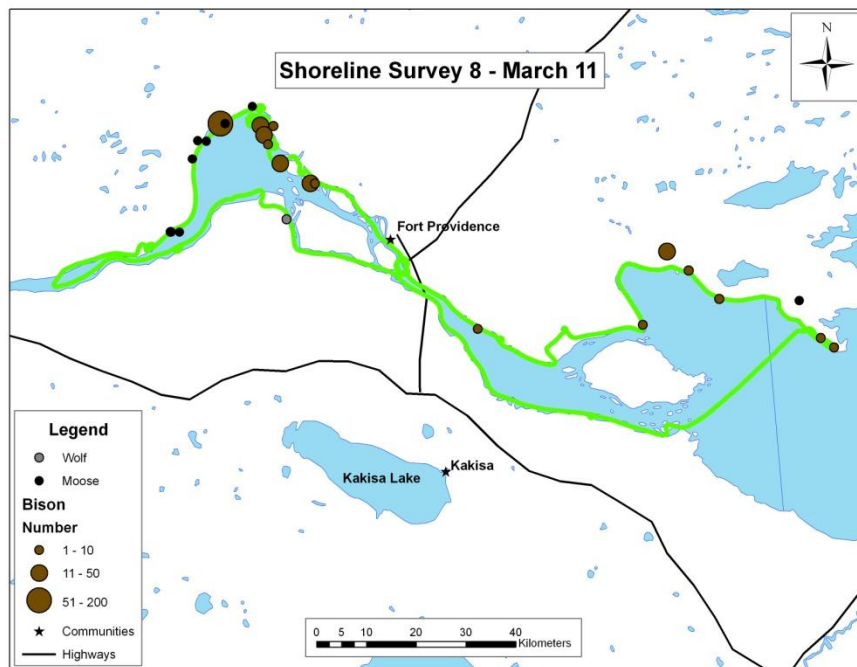 N
Shoreline Survey 8 - March 11
Fort Providence
Kakisa
Kakisa Lake
Legend
Wolf
Moose
Bison
Number
1 - 10
11 - 50
51 - 200
Communities
Highways
0 5 10 20 30 40
Kilometers